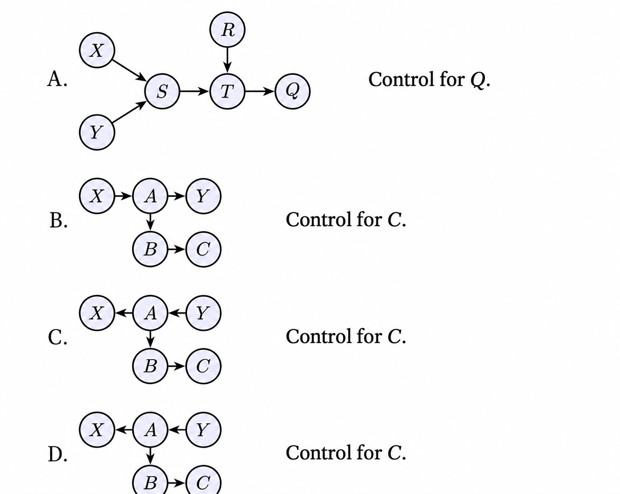 R
X
A. S T Q Control for Q.
Y
X A Y
B. Control for C.
B C
X A Y
C. Control for C.
B C
X A Y
D. Control for C.
B C